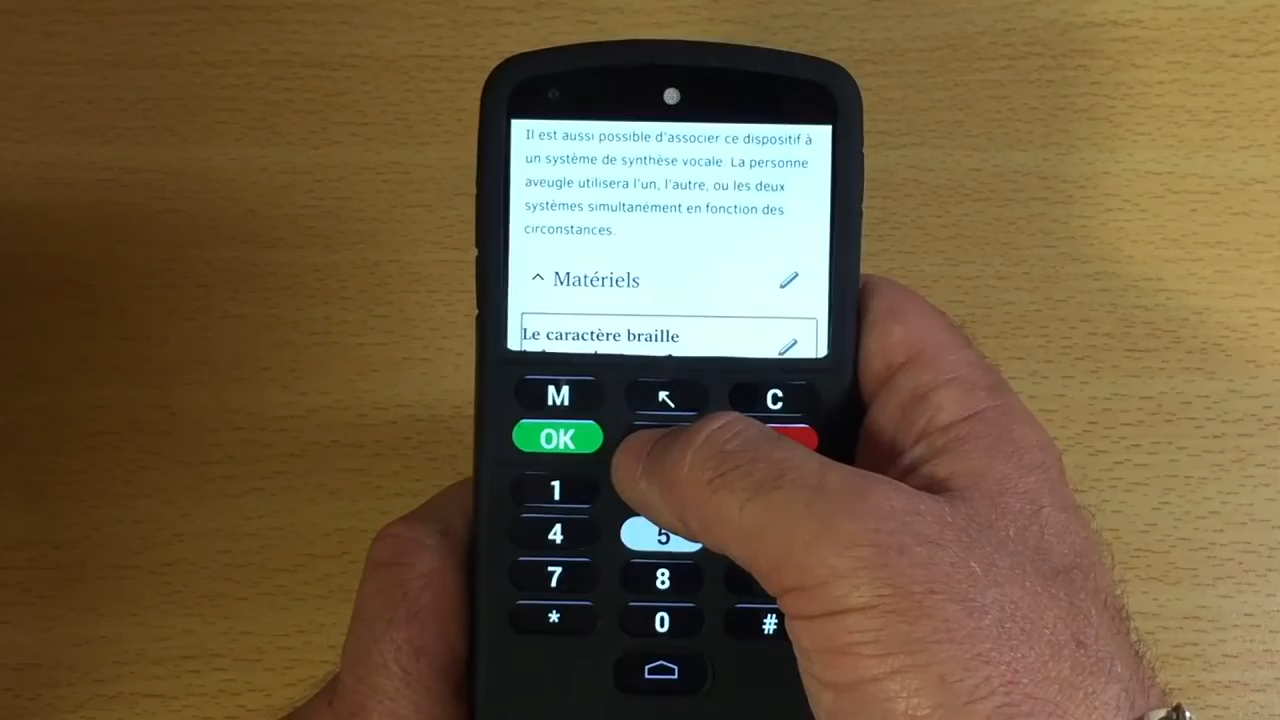 Il est aussi possible d'associer ce dispositif à
un système de synthèse vocale. La personne
aveugle utilisera l'un, l'autre, ou les deux
systèmes simultanément en fonction des
circonstances.
^ Matériels
Le caractère braille
M ↖ C
OK
1
4 5
7 8
* 0 #